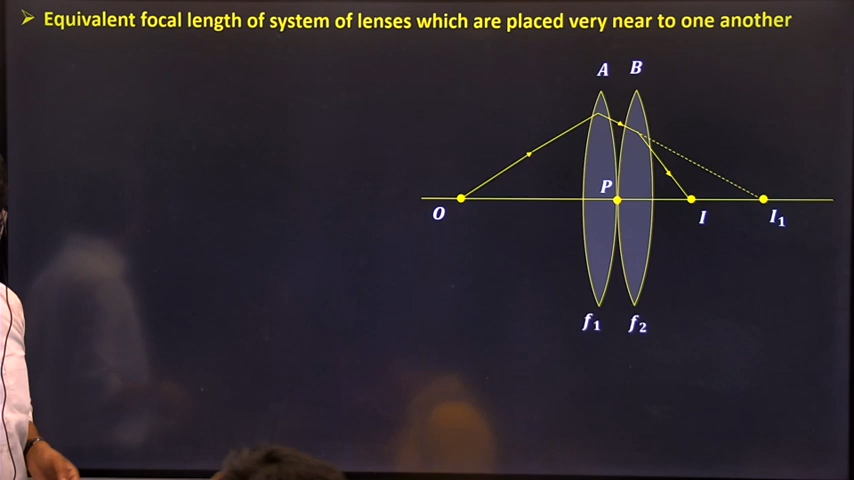 ➤ Equivalent focal length of system of lenses which are placed very near to one another
A B
P
O I I₁
f₁ f₂